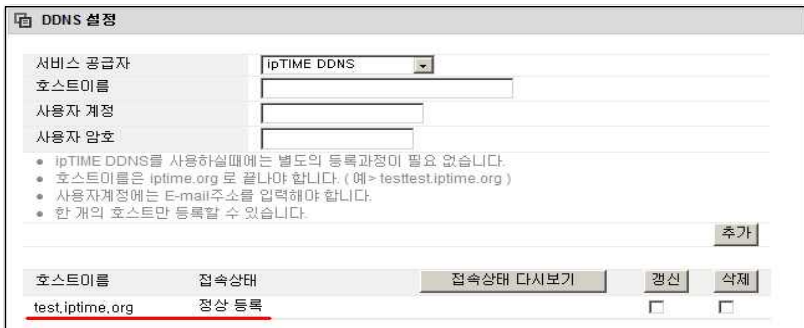 DDNS 설정
서비스 공급자 ipTIME DDNS
호스트이름
사용자 계정
사용자 암호
ipTIME DDNS를 사용하실때에는 별도의 등록과정이 필요 없습니다.
호스트이름은 iptime.org 로 끝나야 합니다. ( 예> testtest.iptime.org )
사용자계정에는 E-mail주소를 입력해야 합니다.
한 개의 호스트만 등록할 수 있습니다.
추가
호스트이름 접속상태 접속상태 다시보기 갱신 삭제
test.iptime.org 정상 등록